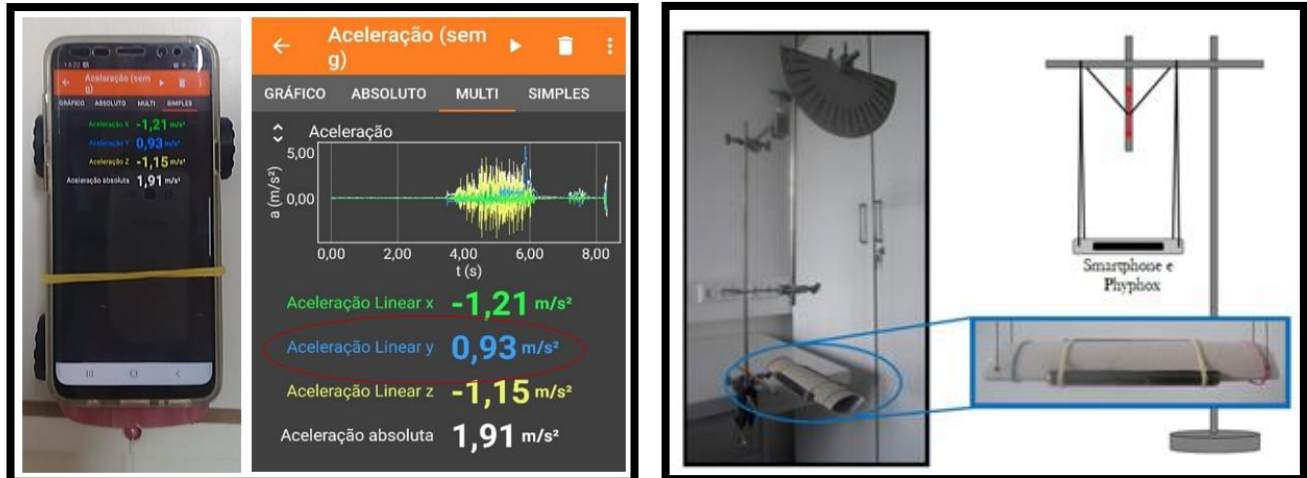 Aceleração (sem g)
GRÁFICO ABSOLUTO MULTI SIMPLES
Aceleração X -1,21 m/s²
Aceleração Y 0,93 m/s²
Aceleração Z -1,15 m/s²
Aceleração absoluta 1,91 m/s²
Aceleração (sem
g)
GRÁFICO ABSOLUTO MULTI SIMPLES
Aceleração
5,00
0,00
a (m/s²)
0,00 2,00 4,00 6,00 8,00
t (s)
Aceleração Linear x -1,21 m/s²
Aceleração Linear y 0,93 m/s²
Aceleração Linear z -1,15 m/s²
Aceleração absoluta 1,91 m/s²
Smartphone e
Phyphox